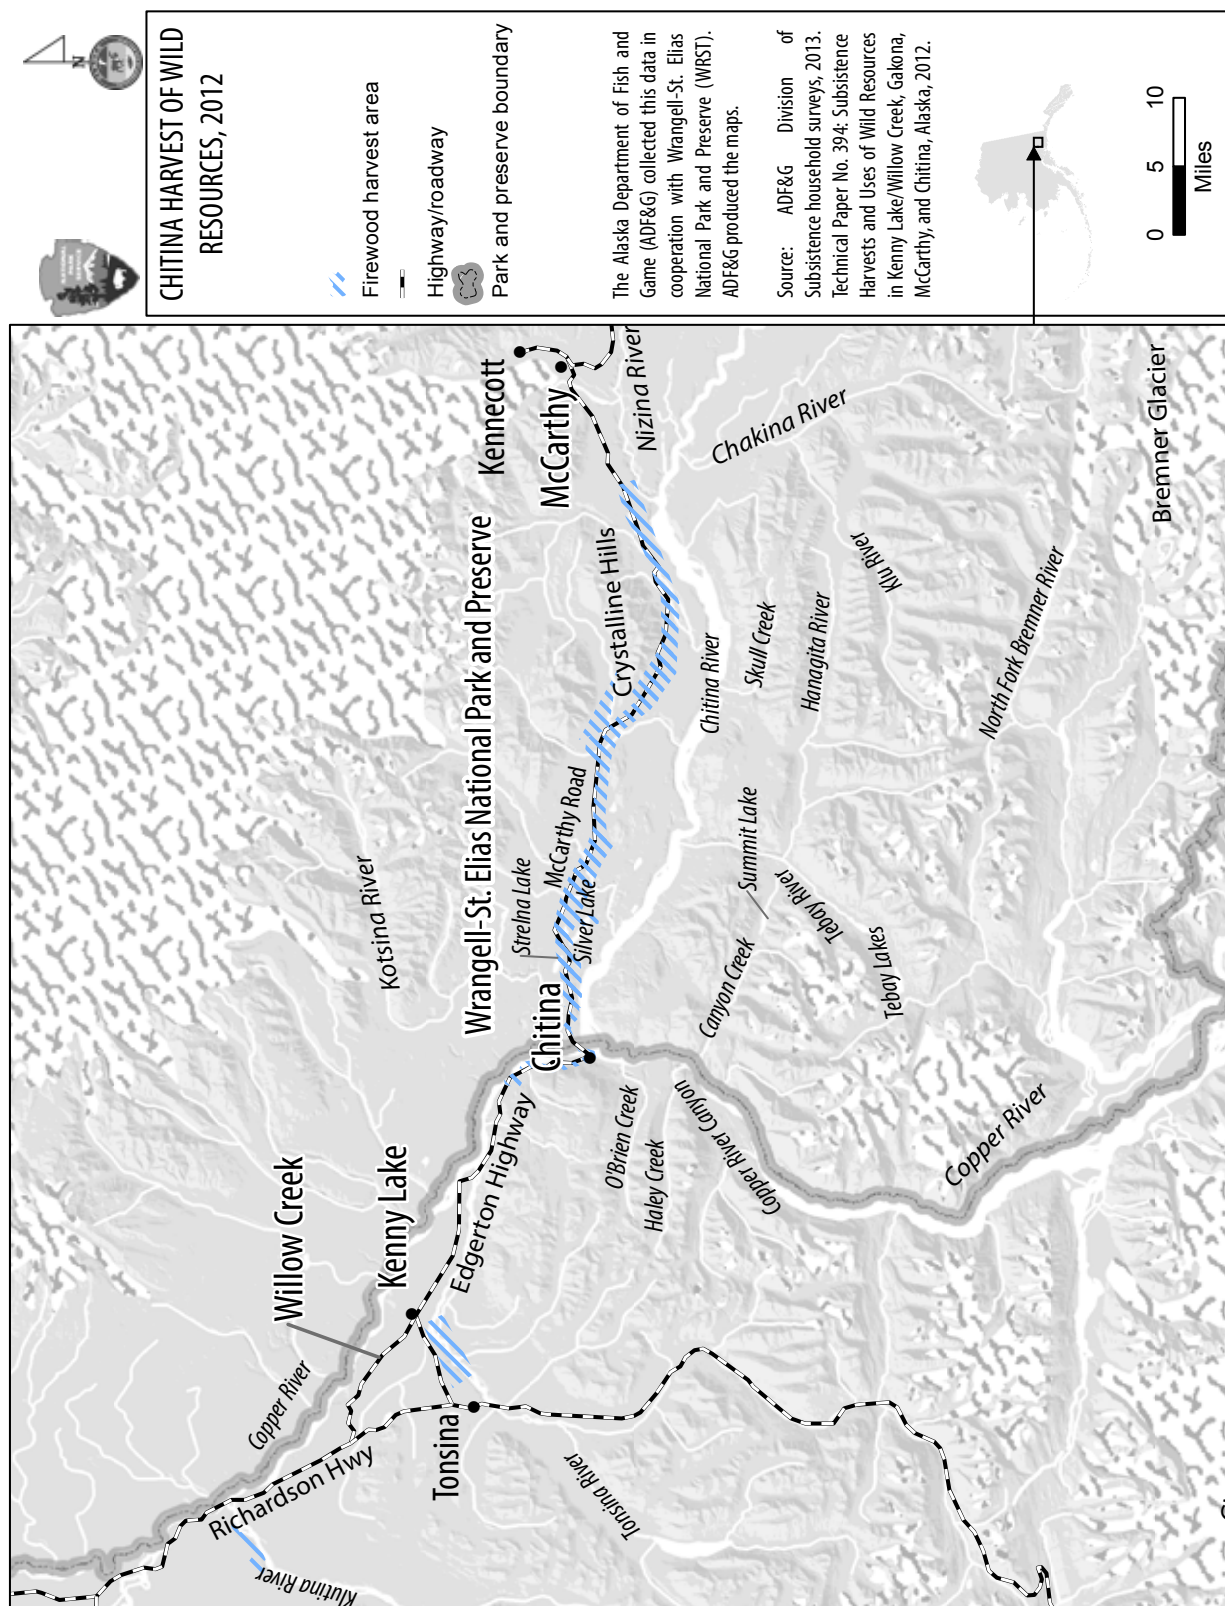 CHITINA HARVEST OF WILD
RESOURCES, 2012
N
NATIONAL
PARK
SERVICE
Firewood harvest area
Highway/roadway
Park and preserve boundary
The Alaska Department of Fish and
Game (ADF&G) collected this data in
cooperation with Wrangell-St. Elias
National Park and Preserve (WRST).
ADF&G produced the maps.
Source: ADF&G Division of
Subsistence household surveys, 2013.
Technical Paper No. 394: Subsistence
Harvests and Uses of Wild Resources
in Kenny Lake/Willow Creek, Gakona,
McCarthy, and Chitina, Alaska, 2012.
0 5 10
Miles
Kennecott
McCarthy
Nizina River
Chakina River
Bremner Glacier
Wrangell-St. Elias National Park and Preserve
Crystalline Hills
Klu River
Chitina River
Skull Creek
Hanagita River
North Fork Bremner River
Kotsina River
Strelna Lake
McCarthy Road
Silver Lake
Summit Lake
Tebay River
Canyon Creek
Tebay Lakes
Chitina
Edgerton Highway
O'Brien Creek
Haley Creek
Copper River Canyon
Copper River
Willow Creek
Kenny Lake
Copper River
Richardson Hwy
Tonsina
Tonsina River
Klutina River